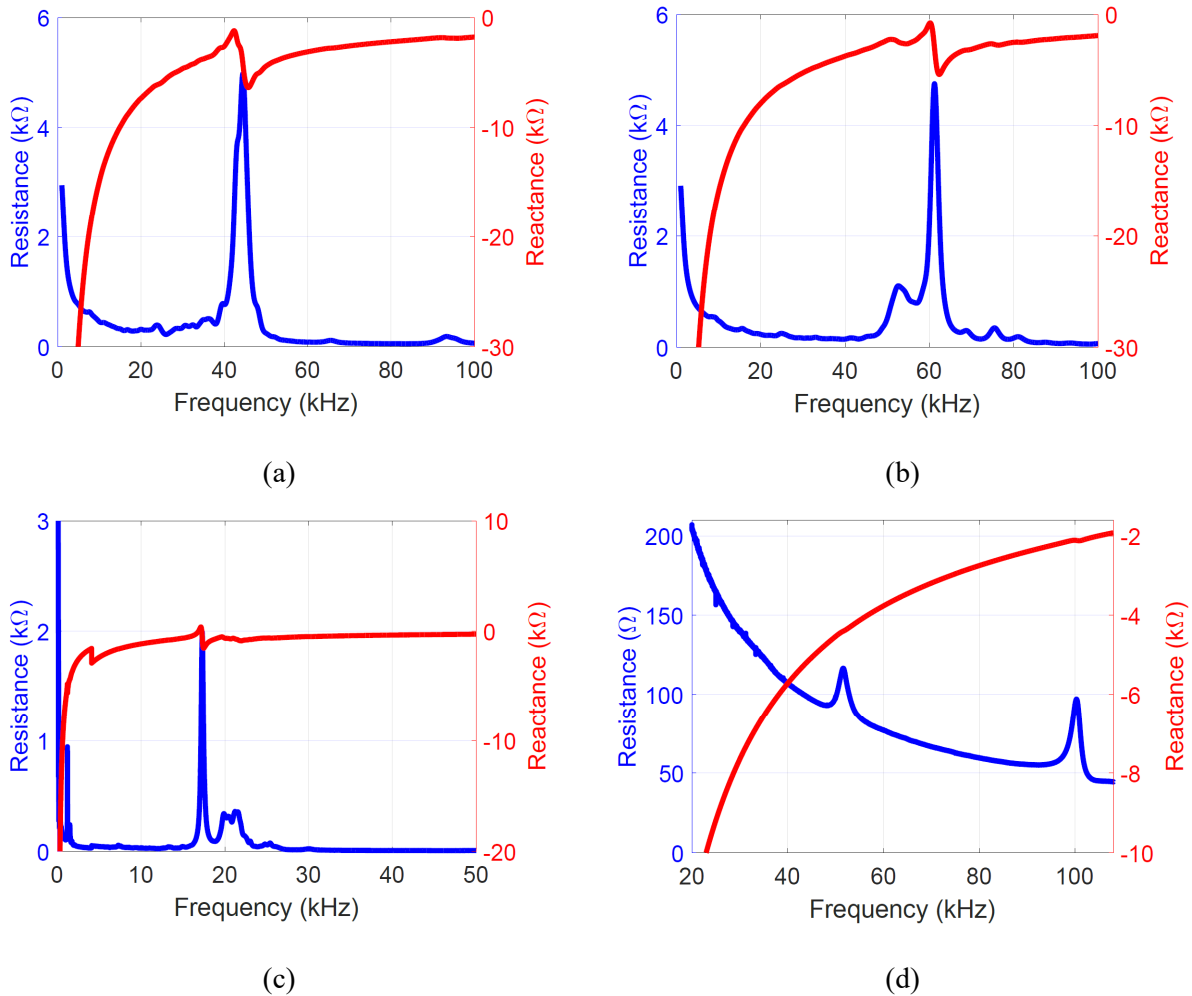 6
4
2
0
Resistance (kΩ)
0
-10
-20
-30
Reactance (kΩ)
0 20 40 60 80 100
Frequency (kHz)
(a)
6
4
2
0
Resistance (kΩ)
0
-10
-20
-30
Reactance (kΩ)
0 20 40 60 80 100
Frequency (kHz)
(b)
3
2
1
0
Resistance (kΩ)
10
0
-10
-20
Reactance (kΩ)
0 10 20 30 40 50
Frequency (kHz)
(c)
200
150
100
50
0
Resistance (Ω)
-2
-4
-6
-8
-10
Reactance (kΩ)
20 40 60 80 100
Frequency (kHz)
(d)